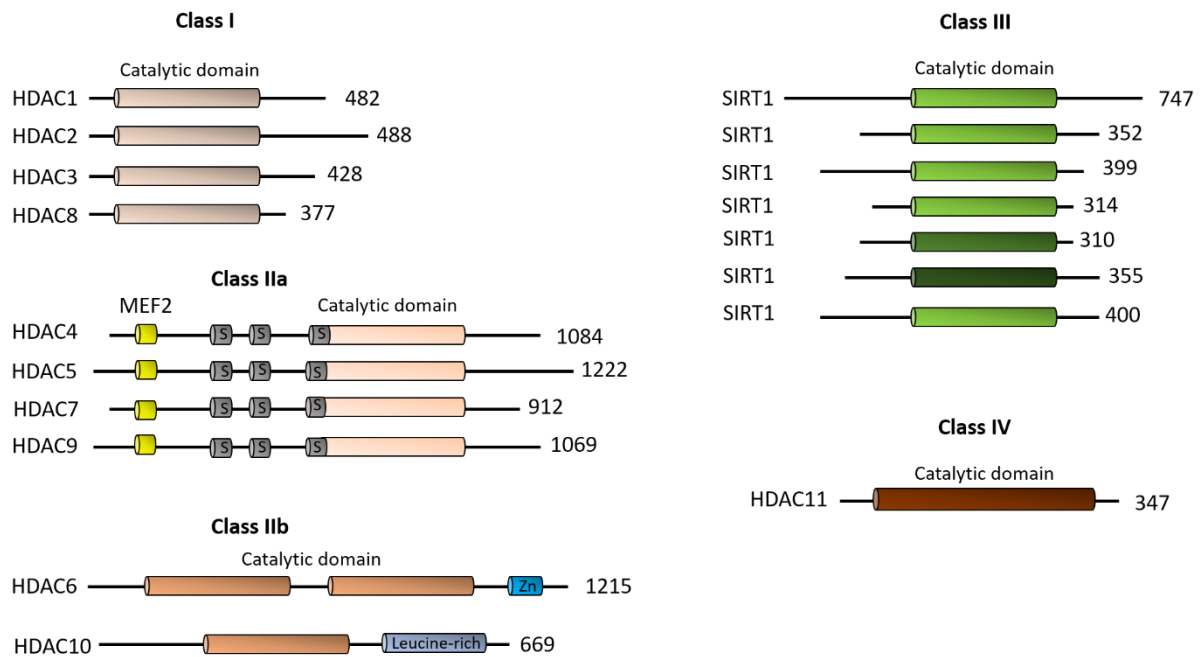 Class I
Catalytic domain
HDAC1 482
HDAC2 488
HDAC3 428
HDAC8 377
Class IIa
MEF2 Catalytic domain
HDAC4 S S S 1084
HDAC5 S S S 1222
HDAC7 S S S 912
HDAC9 S S S 1069
Class IIb
Catalytic domain
HDAC6 Zn 1215
HDAC10 Leucine-rich 669
Class III
Catalytic domain
SIRT1 747
SIRT1 352
SIRT1 399
SIRT1 314
SIRT1 310
SIRT1 355
SIRT1 400
Class IV
Catalytic domain
HDAC11 347